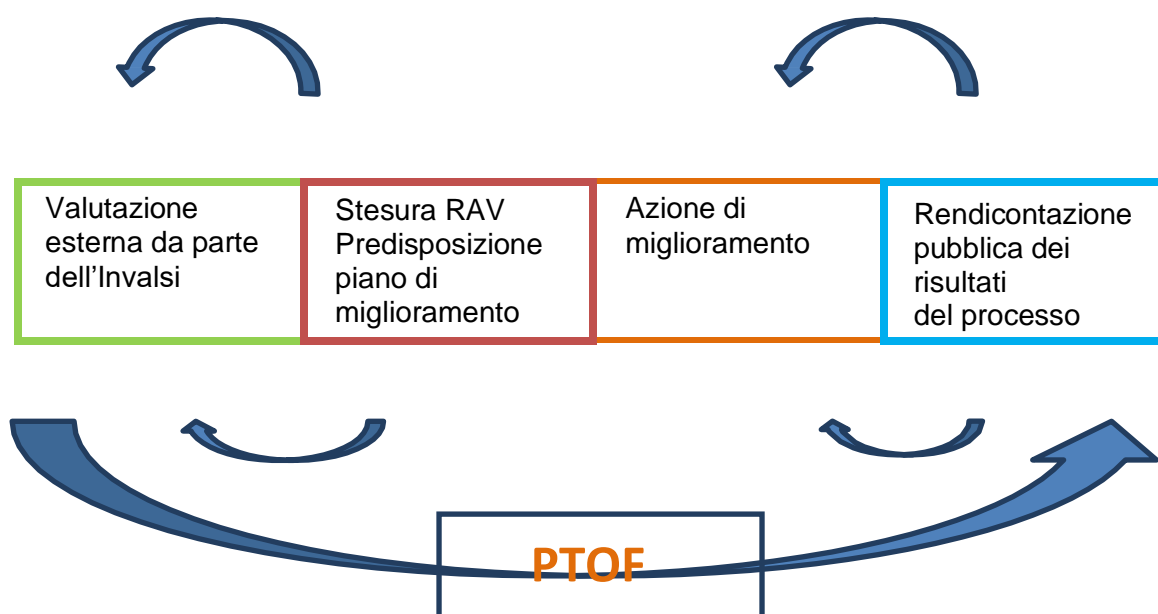 Valutazione
esterna da parte
dell’Invalsi
Stesura RAV
Predisposizione
piano di
miglioramento
Azione di
miglioramento
Rendicontazione
pubblica dei
risultati
del processo
PTOF